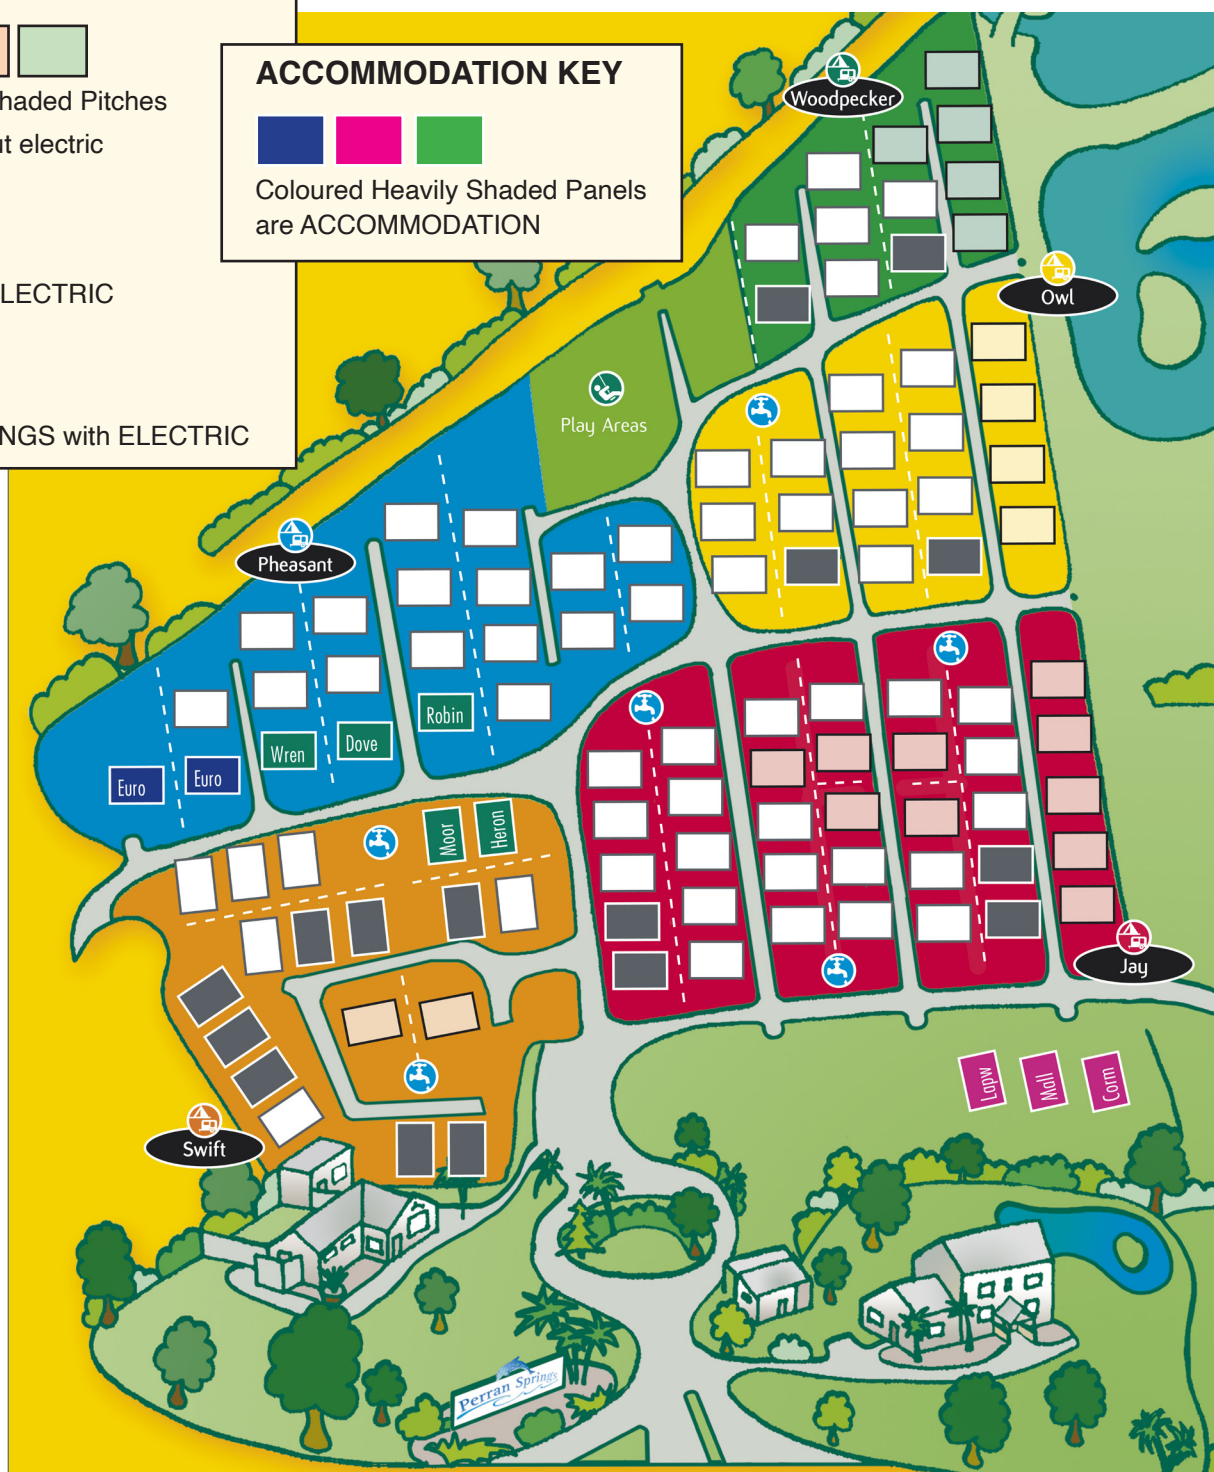 haded Pitches
ut electric
LECTRIC
NGS with ELECTRIC
ACCOMMODATION KEY
Coloured Heavily Shaded Panels
are ACCOMMODATION
Woodpecker
Owl
Play Areas
Pheasant
Robin
Dove
Wren
Euro
Euro
Moor
Heron
Jay
Lapw
Mall
Corm
Swift
Perran Springs